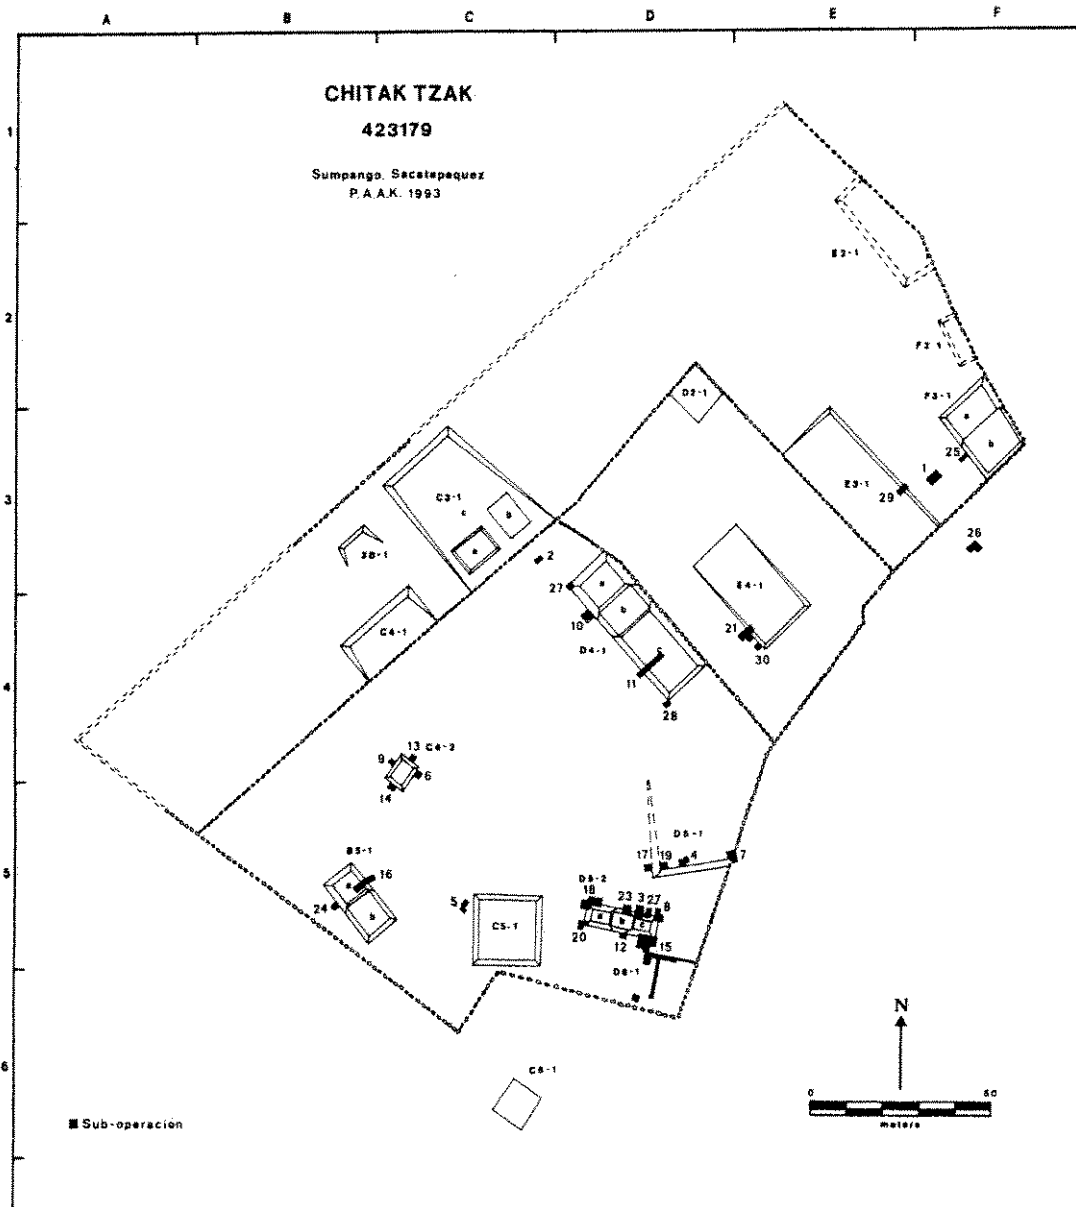 A B C D E F
CHITAK TZAK
423179
Sumpango, Sacatepequez
P.A.A.K. 1993
1
E2-1
2
F2-1
D2-1
F3-1
a
b
25
1
E3-1
29
C3-1
c
b
a
3
26
2
27
a
b
10
D4-1
c
11
28
E4-1
21
30
C4-1
4
13 C4-2
9
6
14
D5-1
17 19 4 7
B5-1
a 16
24
b
5
5
C5-1
D5-2
18
23 3 27 8
a b c
20
12 15
D6-1
N
6
C6-1
0
meters
Sub-operación